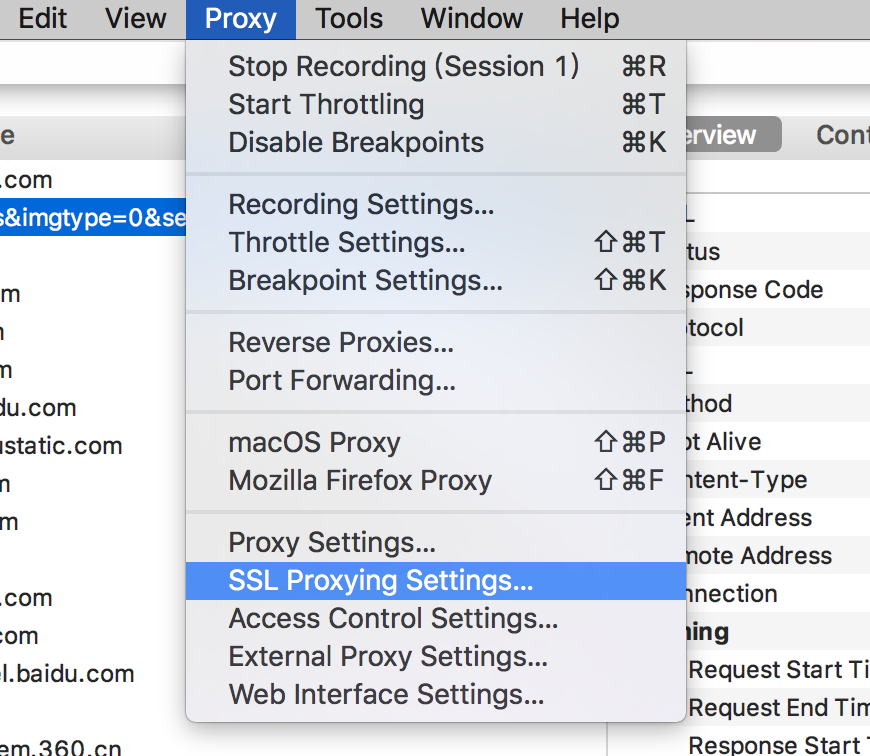 Edit View Proxy Tools Window Help
Stop Recording (Session 1) ⌘R
Start Throttling ⌘T
Disable Breakpoints ⌘K
Recording Settings...
Throttle Settings... ⇧⌘T
Breakpoint Settings... ⇧⌘K
Reverse Proxies...
Port Forwarding...
macOS Proxy ⇧⌘P
Mozilla Firefox Proxy ⇧⌘F
Proxy Settings...
SSL Proxying Settings...
Access Control Settings...
External Proxy Settings...
Web Interface Settings...
e
.com
s&imgtype=0&se
m
m
du.com
ustatic.com
m
.com
com
el.baidu.com
em.360.cn
erview Cont
L
tus
sponse Code
tocol
L
thod
pt Alive
ntent-Type
ent Address
mote Address
nnection
ning
Request Start Ti
Request End Tim
Response Start T